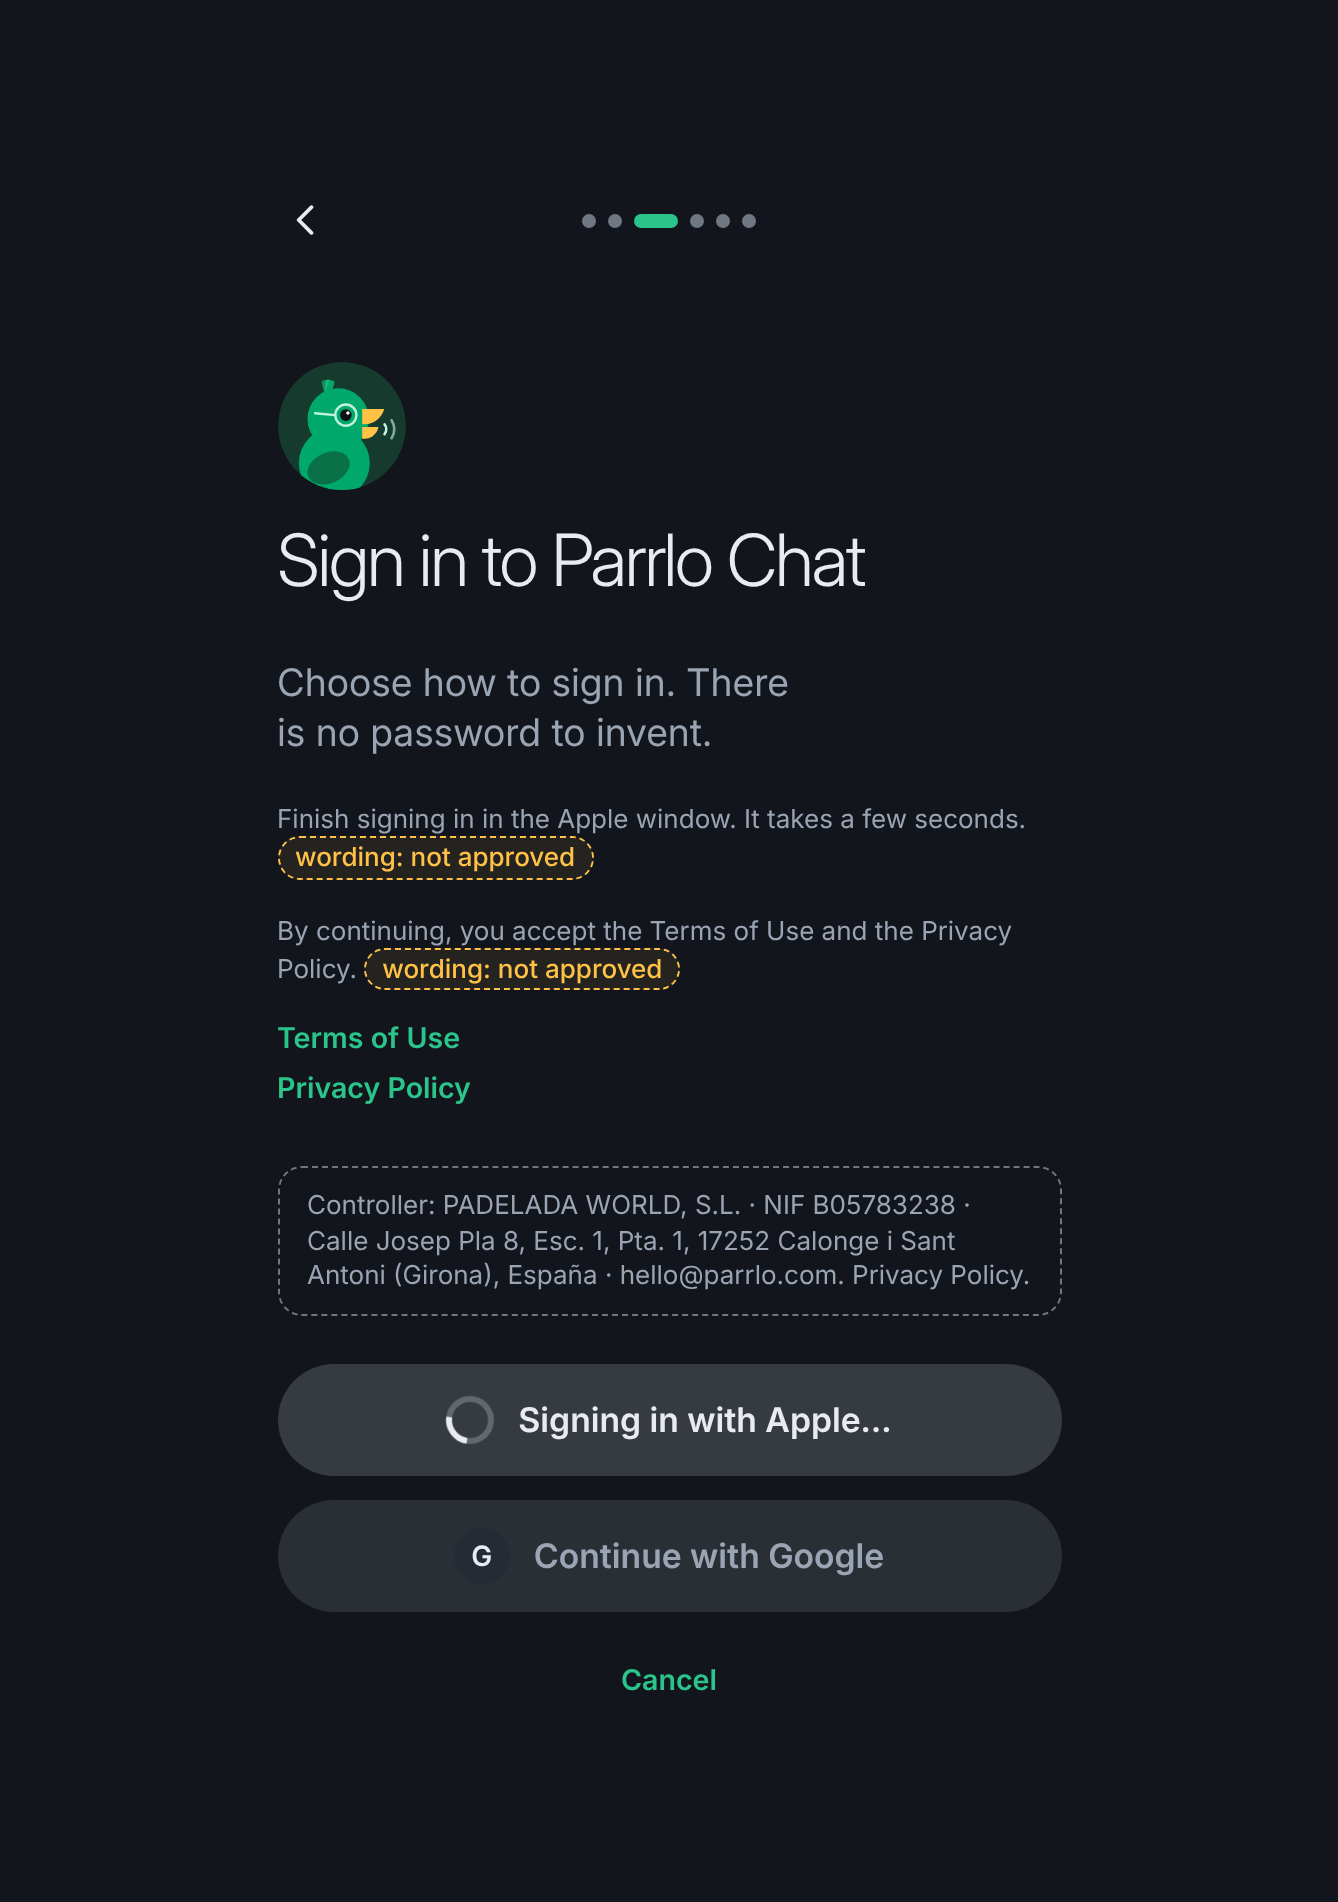 Sign in to Parrlo Chat
Choose how to sign in. There
is no password to invent.
Finish signing in in the Apple window. It takes a few seconds.
wording: not approved
By continuing, you accept the Terms of Use and the Privacy
Policy. wording: not approved
Terms of Use
Privacy Policy
Controller: PADELADA WORLD, S.L. · NIF B05783238 ·
Calle Josep Pla 8, Esc. 1, Pta. 1, 17252 Calonge i Sant
Antoni (Girona), España · hello@parrlo.com. Privacy Policy.
Signing in with Apple...
G Continue with Google
Cancel